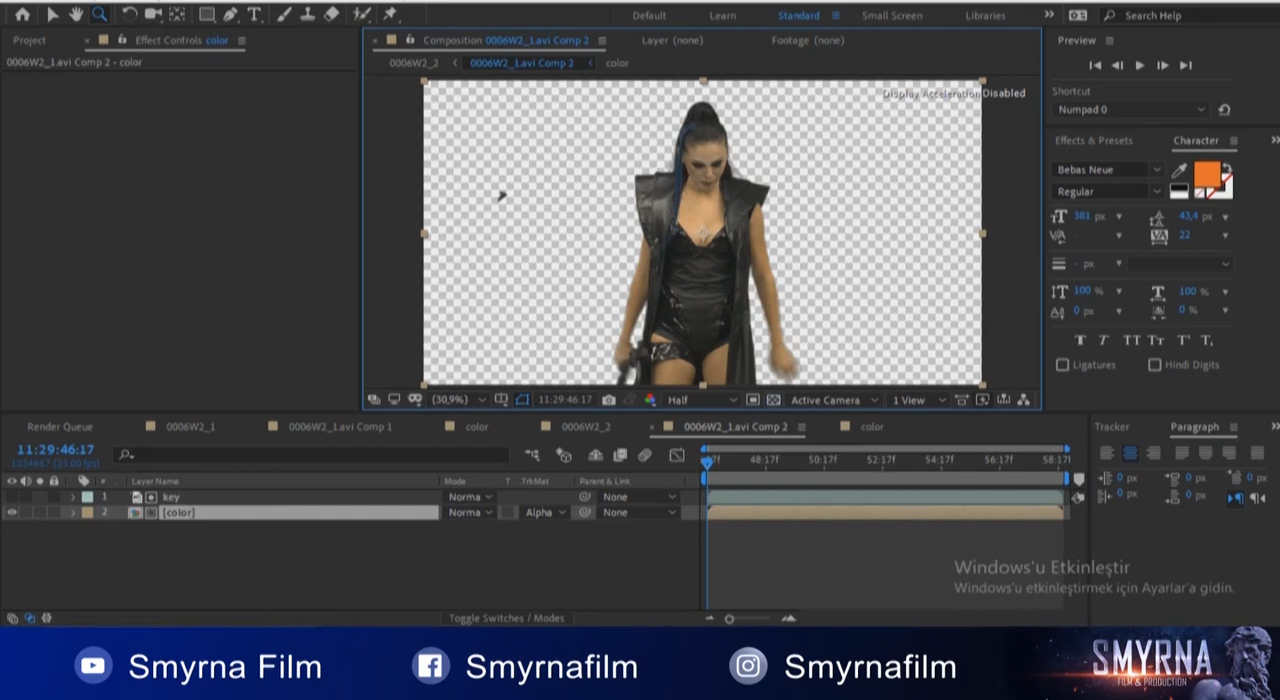 Default Learn Standard Small Screen Libraries Search Help
Project Effect Controls color
0006W2_1.avi Comp 2 - color
Composition 0006W2_1.avi Comp 2 Layer (none) Footage (none)
0006W2_2 0006W2_1.avi Comp 2 color
Display Acceleration Disabled
(30,9%) 11:29:46:17 Half Active Camera 1 View
Preview
Shortcut
Numpad 0
Effects & Presets Character
Bebas Neue
Regular
381 px 43,4 px
22
- px
100 % 100 %
0 px 0 %
Ligatures Hindi Digits
Render Queue 0006W2_1 0006W2_1.avi Comp 1 color 0006W2_2 0006W2_1.avi Comp 2 color
11:29:46:17
1034667 (25.00 fps)
48:17f 50:17f 52:17f 54:17f 56:17f 58:17f
# Layer Name Mode T TrkMat Parent & Link
1 key Norma None
2 [color] Norma Alpha None
Toggle Switches / Modes
Tracker Paragraph
0 px 0 px 0 px
0 px 0 px
Windows'u Etkinleştir
Windows'u etkinleştirmek için Ayarlar'a gidin.
Smyrna Film Smyrnafilm Smyrnafilm
SMYRNA
FILM & PRODUCTION